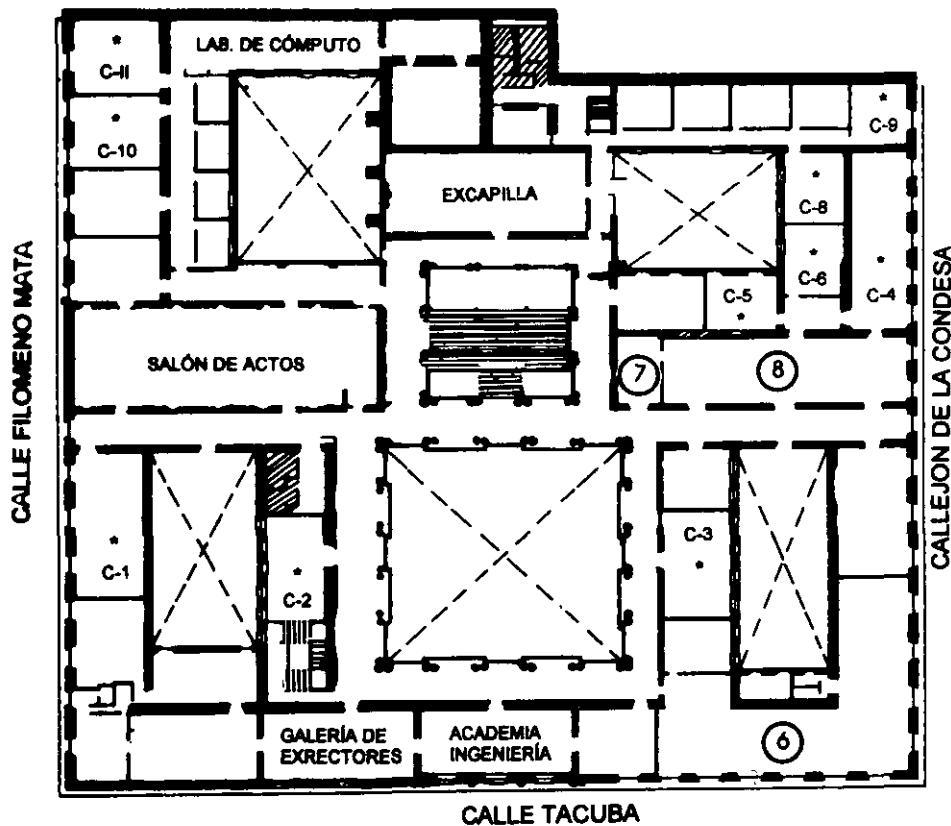 LAB. DE CÓMPUTO
C-II
C-10
C-9
EXCAPILLA
C-8
C-6
C-4
C-5
CALLE FILOMENO MATA
CALLEJON DE LA CONDESA
SALÓN DE ACTOS
7
8
C-1
C-2
C-3
GALERÍA DE
EXRECTORES
ACADEMIA
INGENIERÍA
6
CALLE TACUBA